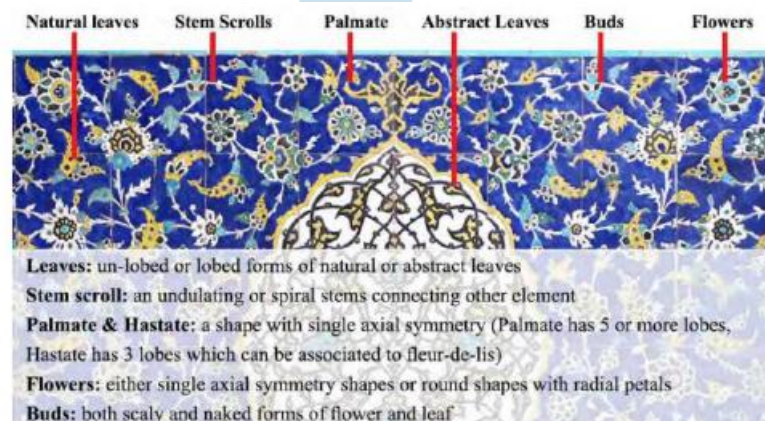 Natural leaves Stem Scrolls Palmate Abstract Leaves Buds Flowers
Leaves: un-lobed or lobed forms of natural or abstract leaves
Stem scroll: an undulating or spiral stems connecting other element
Palmate & Hastate: a shape with single axial symmetry (Palmate has 5 or more lobes,
Hastate has 3 lobes which can be associated to fleur-de-lis)
Flowers: either single axial symmetry shapes or round shapes with radial petals
Buds: both scaly and naked forms of flower and leaf